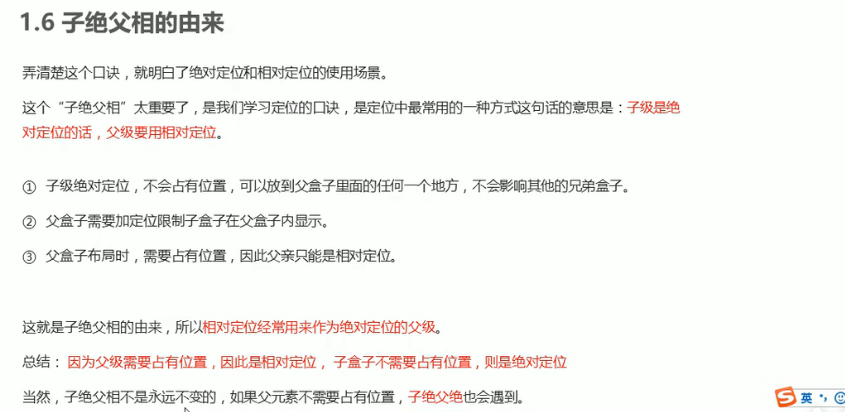 1.6 子绝父相的由来
弄清楚这个口诀，就明白了绝对定位和相对定位的使用场景。
这个“子绝父相”太重要了，是我们学习定位的口诀，是定位中最常用的一种方式这句话的意思是：子级是绝
对定位的话，父级要用相对定位。
① 子级绝对定位，不会占有位置，可以放到父盒子里面的任何一个地方，不会影响其他的兄弟盒子。
② 父盒子需要加定位限制子盒子在父盒子内显示。
③ 父盒子布局时，需要占有位置，因此父亲只能是相对定位。
这就是子绝父相的由来，所以相对定位经常用来作为绝对定位的父级。
总结： 因为父级需要占有位置，因此是相对定位， 子盒子不需要占有位置，则是绝对定位
当然，子绝父相不是永远不变的，如果父元素不需要占有位置，子绝父绝也会遇到。
S 英